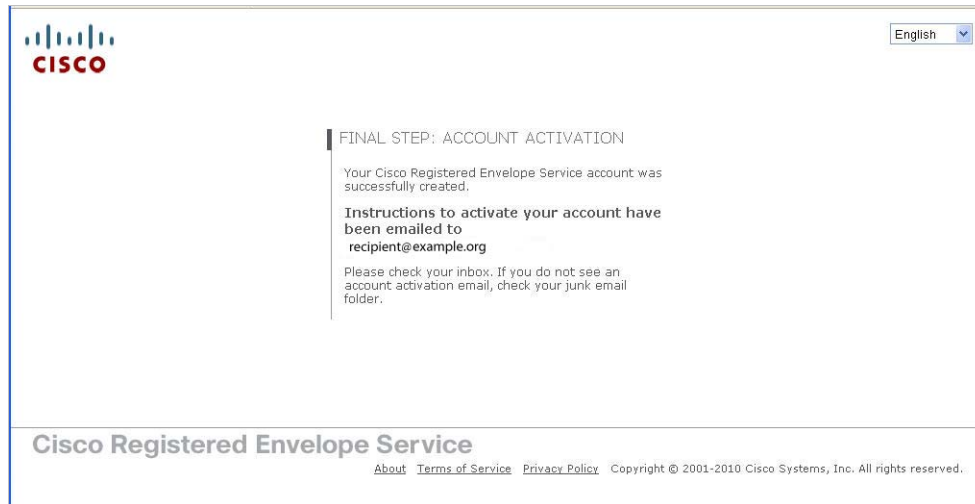 CISCO
English
FINAL STEP: ACCOUNT ACTIVATION
Your Cisco Registered Envelope Service account was
successfully created.
Instructions to activate your account have
been emailed to
recipient@example.org
Please check your inbox. If you do not see an
account activation email, check your junk email
folder.
Cisco Registered Envelope Service
About Terms of Service Privacy Policy Copyright © 2001-2010 Cisco Systems, Inc. All rights reserved.